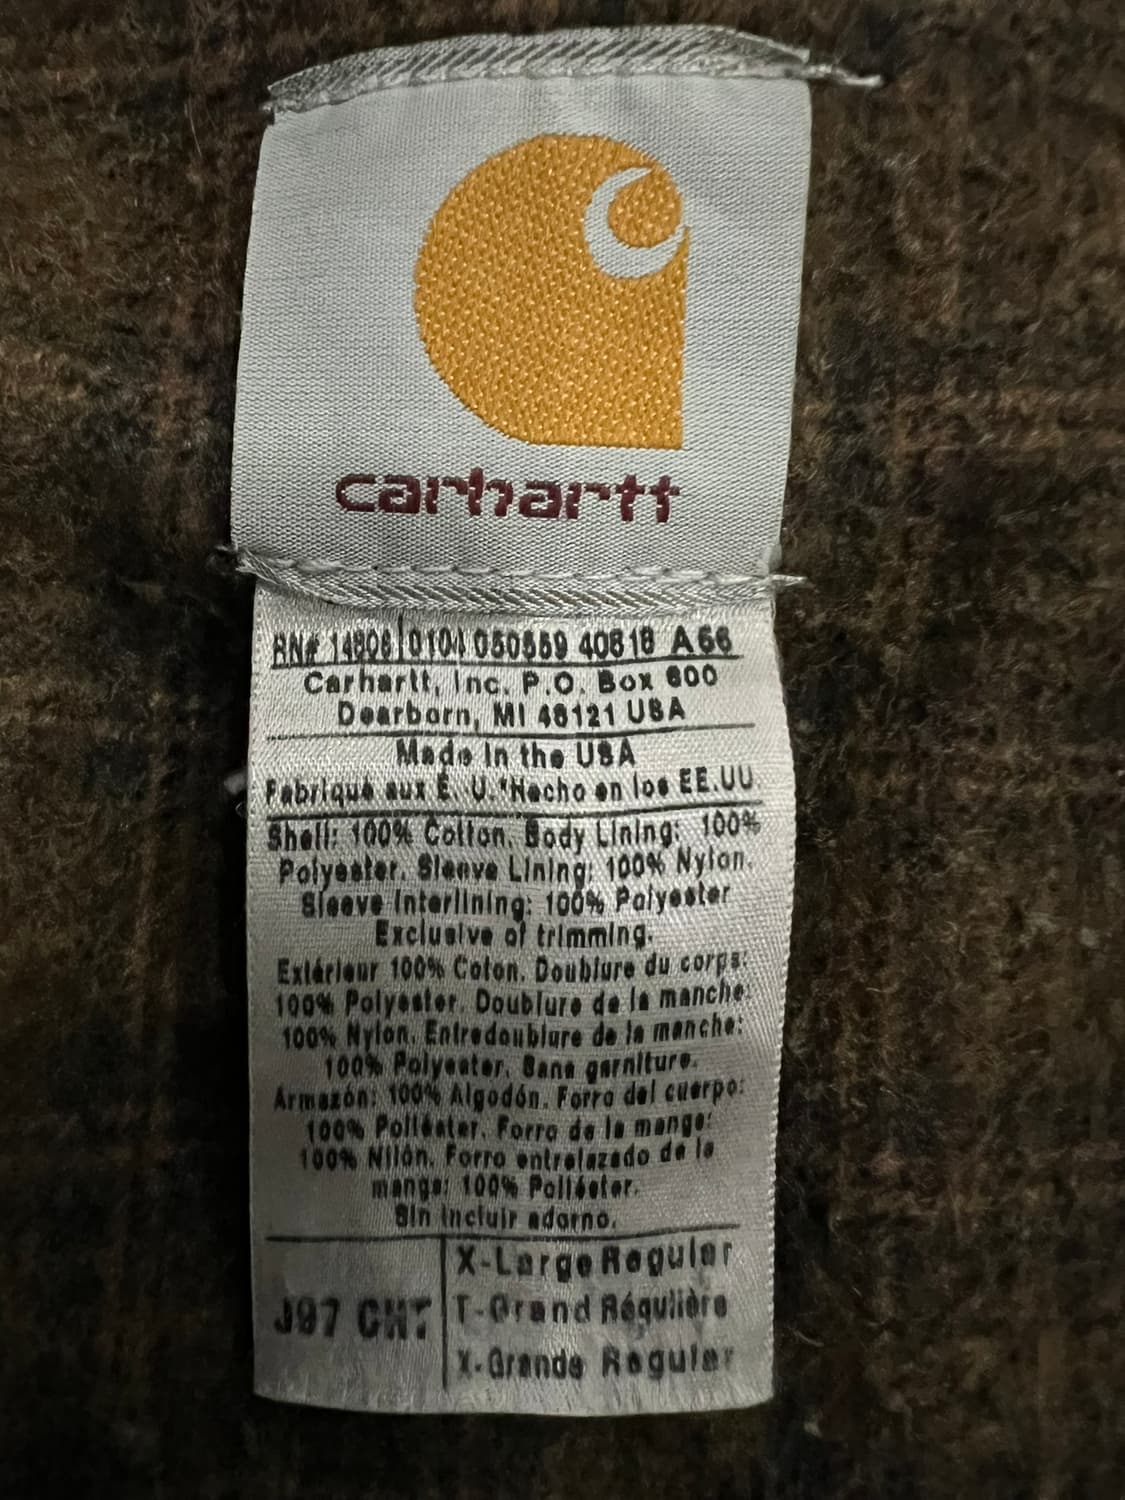 carhartt
RN# 14806 0104 050559 40618 A66
Carhartt, Inc. P.O. Box 600
Dearborn, MI 48121 USA
Made in the USA
Fabriqué aux É. U.*Hecho en los EE.UU.
Shell: 100% Cotton. Body Lining: 100%
Polyester. Sleeve Lining: 100% Nylon.
Sleeve Interlining: 100% Polyester
Exclusive of trimming.
Extérieur 100% Coton. Doublure du corps:
100% Polyester. Doublure de la manche:
100% Nylon. Entredoublure de la manche:
100% Polyester. Sans garniture.
Armazón: 100% Algodón. Forro del cuerpo:
100% Poliéster. Forro de la manga:
100% Nilón. Forro entrelazado de la
manga: 100% Poliéster.
Sin incluir adorno.
J97 CHT
X-Large Regular
T-Grand Régulière
X-Grande Regular